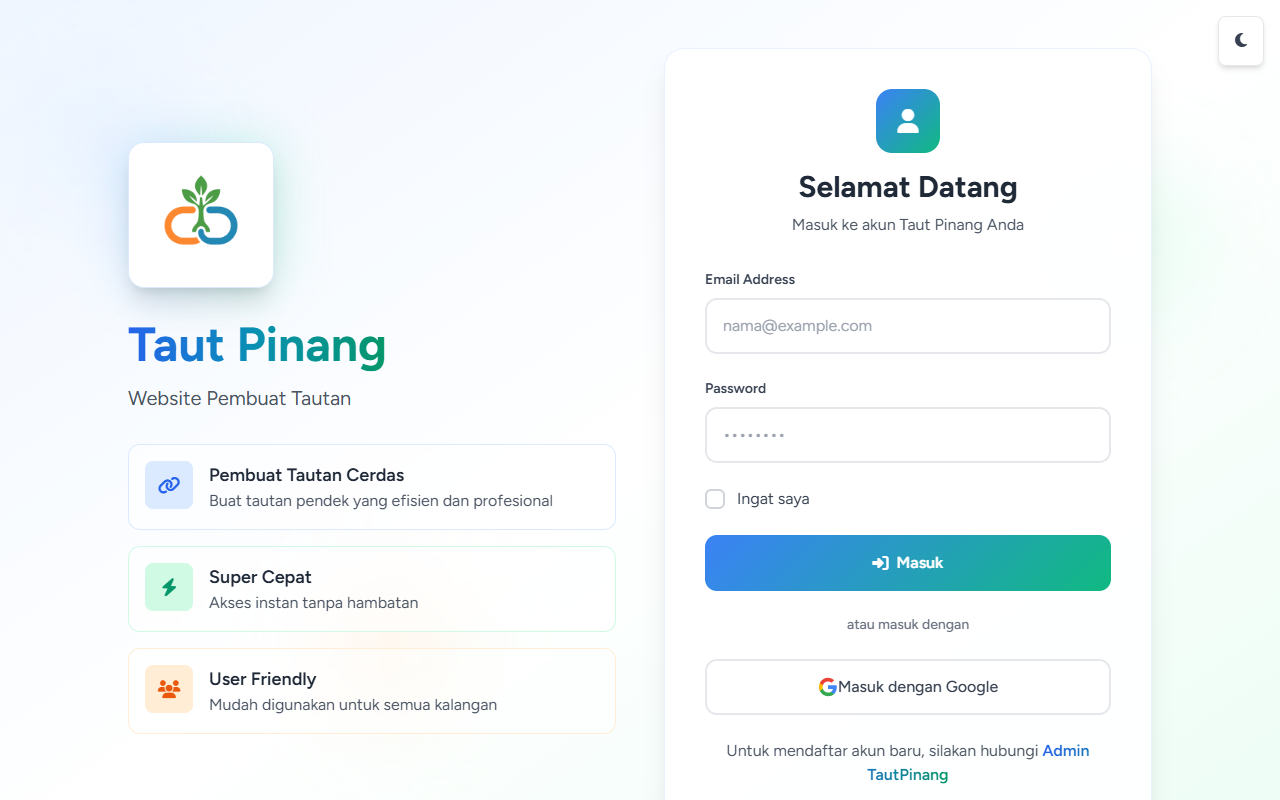 Taut Pinang
Website Pembuat Tautan
Pembuat Tautan Cerdas
Buat tautan pendek yang efisien dan profesional
Super Cepat
Akses instan tanpa hambatan
User Friendly
Mudah digunakan untuk semua kalangan
Selamat Datang
Masuk ke akun Taut Pinang Anda
Email Address
nama@example.com
Password
••••••••
Ingat saya
Masuk
atau masuk dengan
Masuk dengan Google
Untuk mendaftar akun baru, silakan hubungi Admin
TautPinang